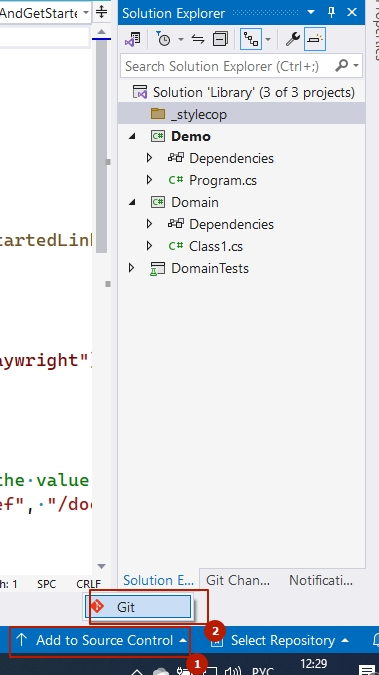 AndGetStarte
Solution Explorer
Search Solution Explorer (Ctrl+;)
Solution 'Library' (3 of 3 projects)
_stylecop
C# Demo
Dependencies
C# Program.cs
C# Domain
Dependencies
C# Class1.cs
DomainTests
tartedLin
aywright")
the·value
ef",·"/doc
h: 1 SPC CRLF
Solution E... Git Chan... Notificati...
Git
2
Add to Source Control
Select Repository
1
РУС
12:29
Properties